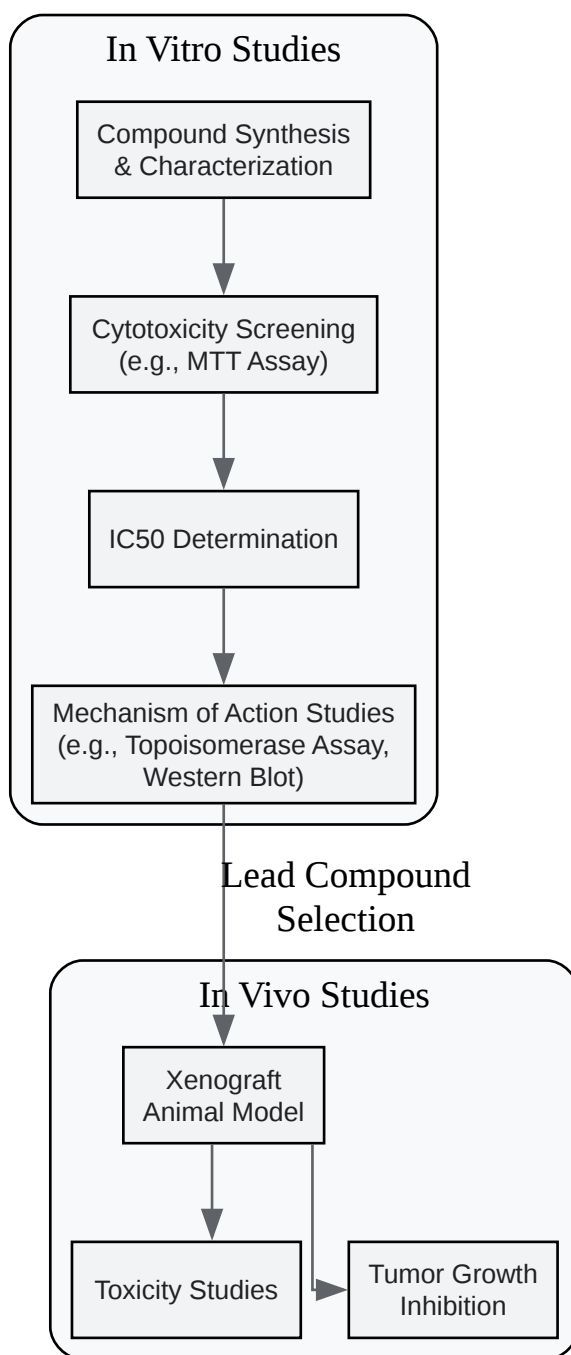 In Vitro Studies
Compound Synthesis
& Characterization
Cytotoxicity Screening
(e.g., MTT Assay)
IC50 Determination
Mechanism of Action Studies
(e.g., Topoisomerase Assay,
Western Blot)
Lead Compound
Selection
In Vivo Studies
Xenograft
Animal Model
Toxicity Studies
Tumor Growth
Inhibition